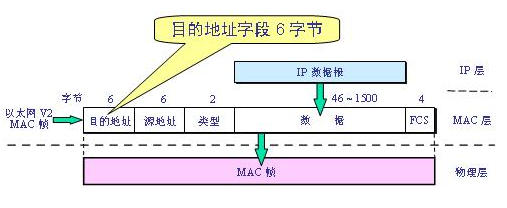 目的地址字段 6 字节
IP 数据报
IP 层
字节
6
6
2
46 ~ 1500
4
以太网 V2
MAC 帧
目的地址
源地址
类型
数 据
FCS
MAC 层
MAC 帧
物理层